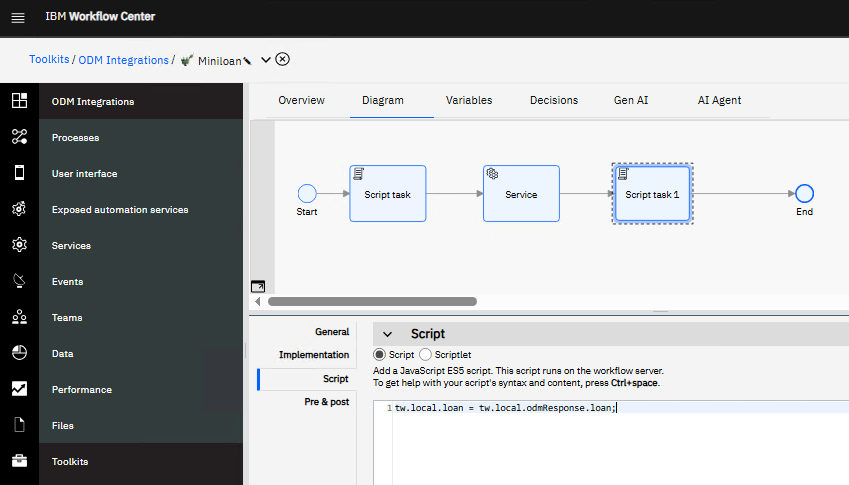 IBM Workflow Center
Toolkits / ODM Integrations / Miniloan
ODM Integrations
Processes
User interface
Exposed automation services
Services
Events
Teams
Data
Performance
Files
Toolkits
Overview Diagram Variables Decisions Gen AI AI Agent
Start
Script task
Service
Script task 1
End
General
Implementation
Script
Pre & post
Script
Script Scriptlet
Add a JavaScript ES5 script. This script runs on the workflow server.
To get help with your script's syntax and content, press Ctrl+space.
1 tw.local.loan = tw.local.odmResponse.loan;